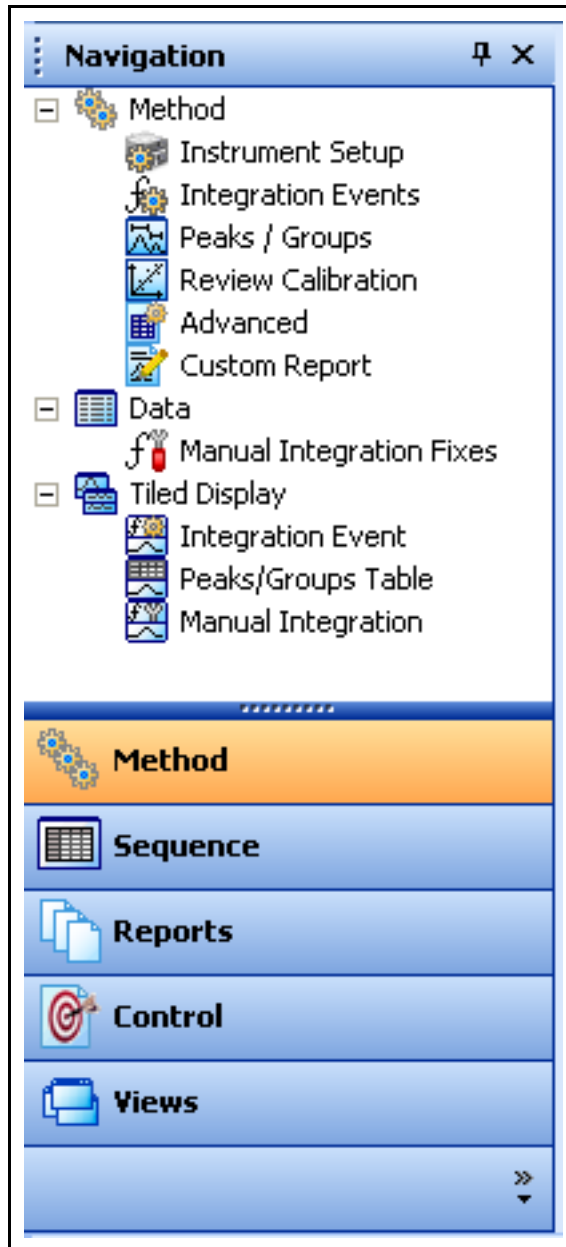 Navigation
Method
Instrument Setup
Integration Events
Peaks / Groups
Review Calibration
Advanced
Custom Report
Data
Manual Integration Fixes
Tiled Display
Integration Event
Peaks/Groups Table
Manual Integration
Method
Sequence
Reports
Control
Views